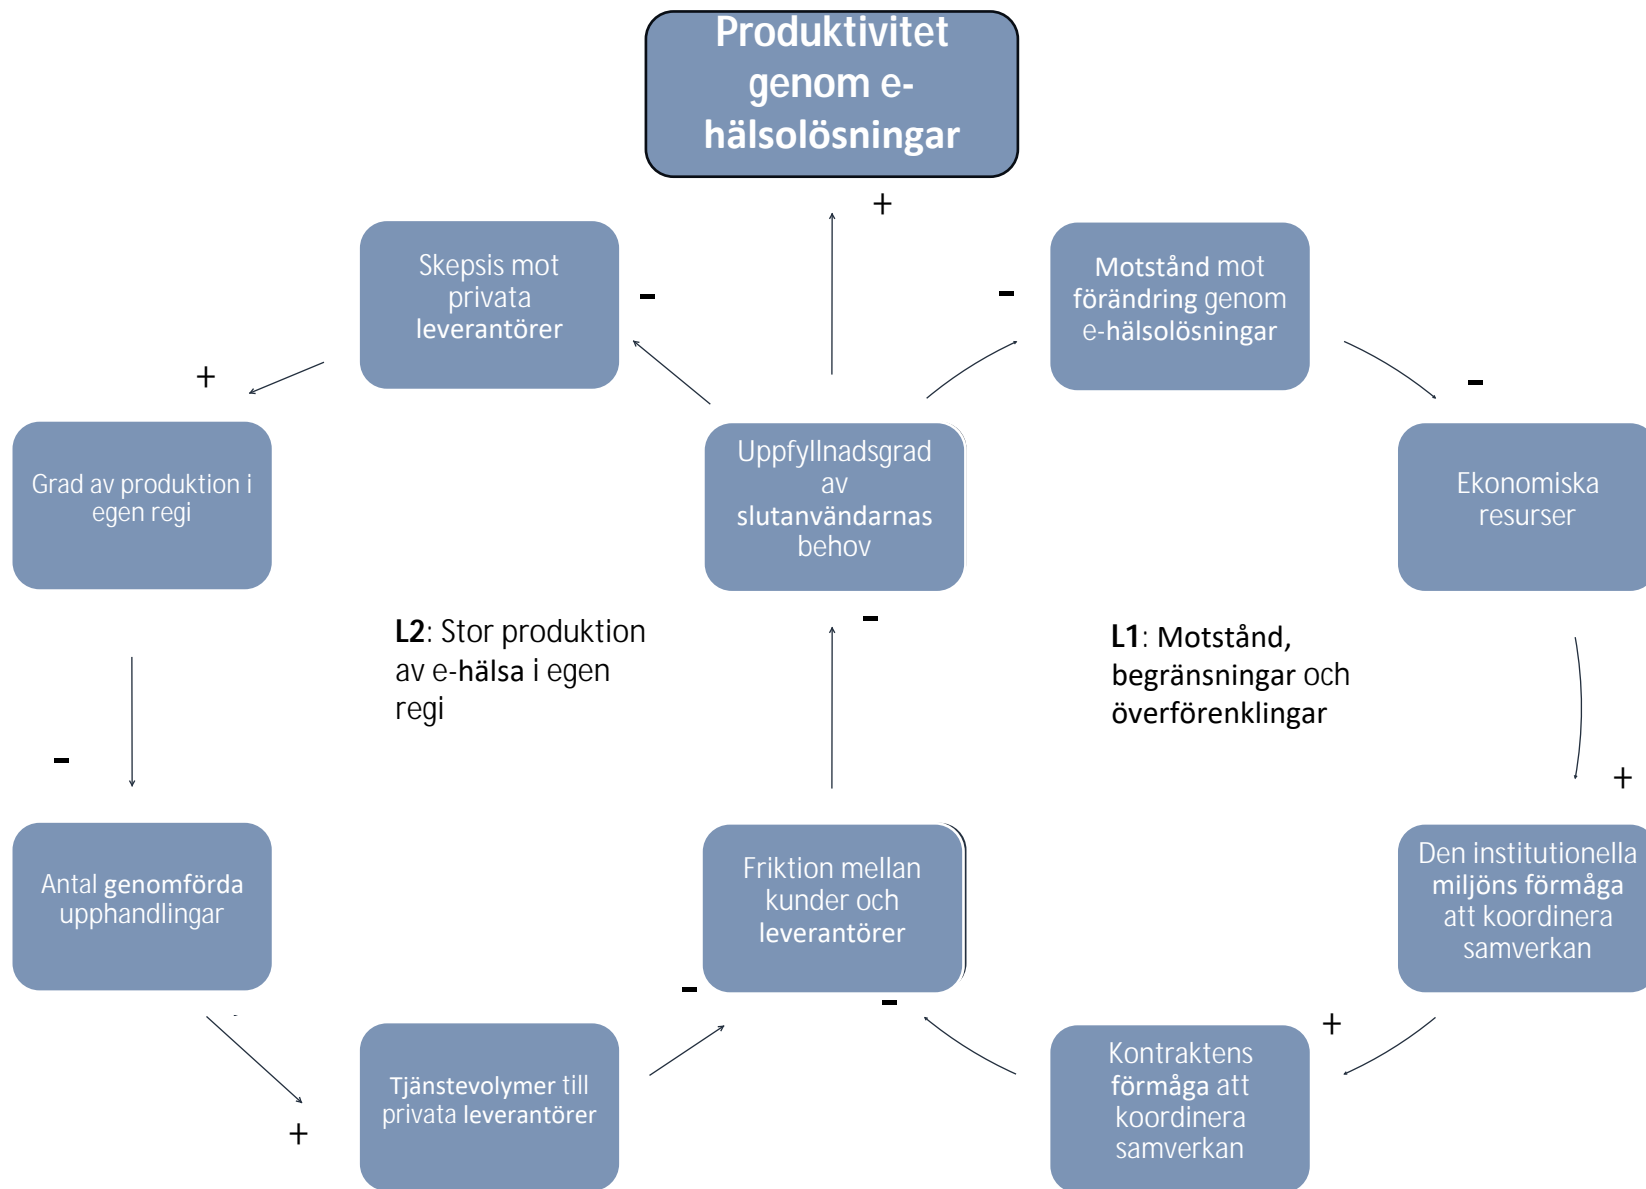 Produktivitet
genom e-
hälsolösningar
+
Skepsis mot
privata
leverantörer
-
-
Motstånd mot
förändring genom
e-hälsolösningar
+
-
Grad av produktion i
egen regi
Uppfyllnadsgrad
av
slutanvändarnas
behov
Ekonomiska
resurser
-
L2: Stor produktion
av e-hälsa i egen
regi
L1: Motstånd,
begränsningar och
överförenklingar
-
+
Antal genomförda
upphandlingar
Friktion mellan
kunder och
leverantörer
Den institutionella
miljöns förmåga
att koordinera
samverkan
-
-
+
+
Tjänstevolymer till
privata leverantörer
Kontraktens
förmåga att
koordinera
samverkan